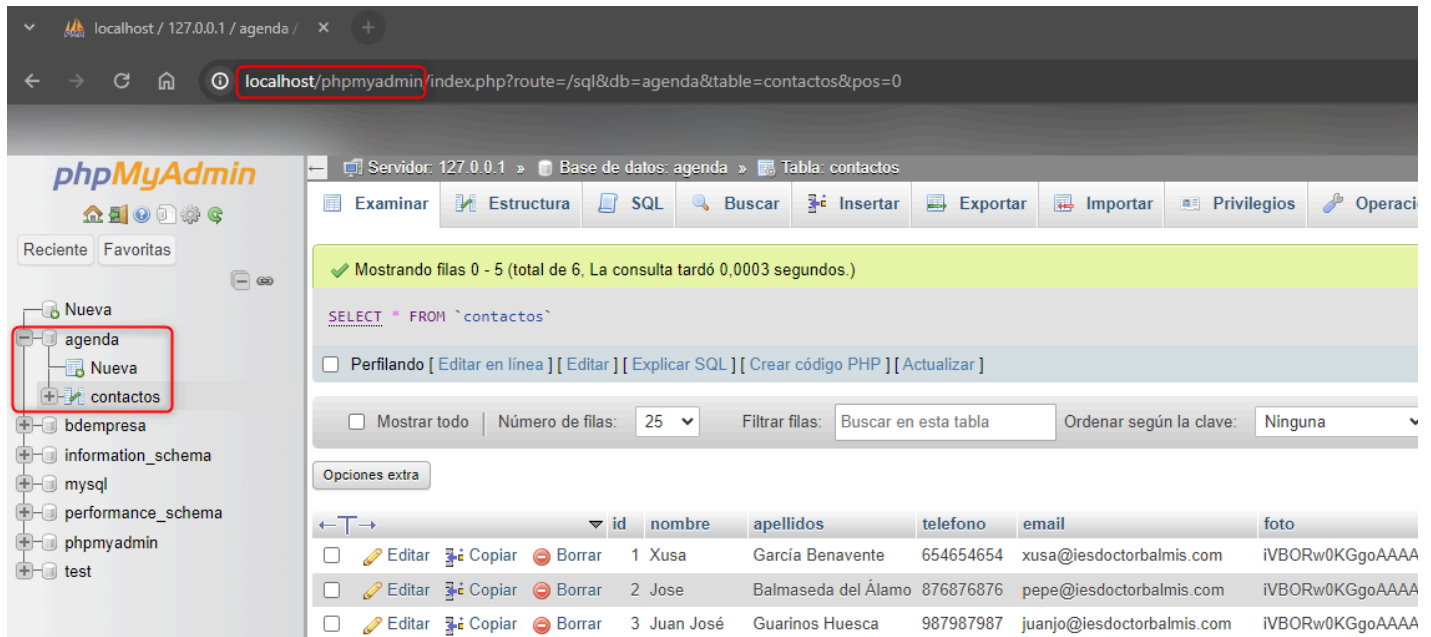 localhost / 127.0.0.1 / agenda /
localhost/phpmyadmin/index.php?route=/sql&db=agenda&table=contactos&pos=0
phpMyAdmin
Reciente Favoritas
Nueva
agenda
Nueva
contactos
bdempresa
information_schema
mysql
performance_schema
phpmyadmin
test
Servidor: 127.0.0.1 » Base de datos: agenda » Tabla: contactos
Examinar Estructura SQL Buscar Insertar Exportar Importar Privilegios Operaci
Mostrando filas 0 - 5 (total de 6, La consulta tardó 0,0003 segundos.)
SELECT * FROM `contactos`
Perfilando [ Editar en línea ] [ Editar ] [ Explicar SQL ] [ Crear código PHP ] [ Actualizar ]
Mostrar todo | Número de filas: 25 Filtrar filas: Buscar en esta tabla Ordenar según la clave: Ninguna
Opciones extra
←T→ id nombre apellidos telefono email foto
Editar Copiar Borrar 1 Xusa García Benavente 654654654 xusa@iesdoctorbalmis.com iVBORw0KGgoAAAA
Editar Copiar Borrar 2 Jose Balmaseda del Álamo 876876876 pepe@iesdoctorbalmis.com iVBORw0KGgoAAAA
Editar Copiar Borrar 3 Juan José Guarinos Huesca 987987987 juanjo@iesdoctorbalmis.com iVBORw0KGgoAAAA